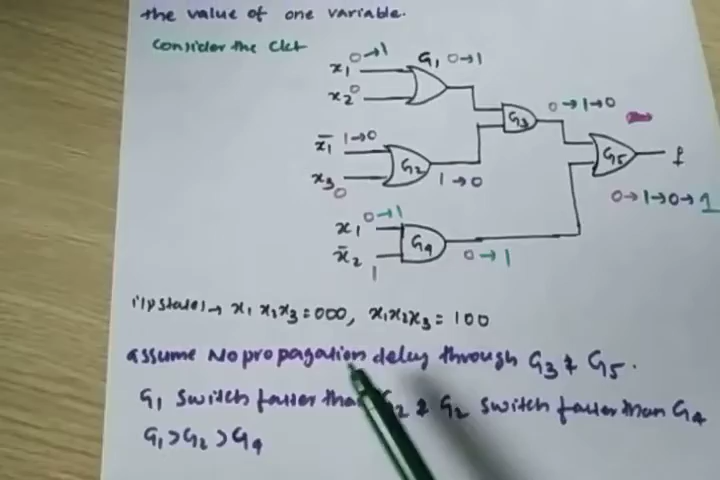 the value of one variable.
consider the ckt
x₁ 0→1
G₁ 0→1
x₂ 0
G₃
0→1→0
x̄₁ 1→0
G₂
G₅
f
x₃ 0
1→0
0→1→0→1
x₁ 0→1
G₄
x̄₂ 1
0→1
i/p states → x₁ x₂ x₃ = 000, x₁x₂x₃ = 100
assume No propagation delay through G₃ & G₅.
G₁ switch faster than G₂ & G₂ switch faster than G₄
G₁>G₂>G₄